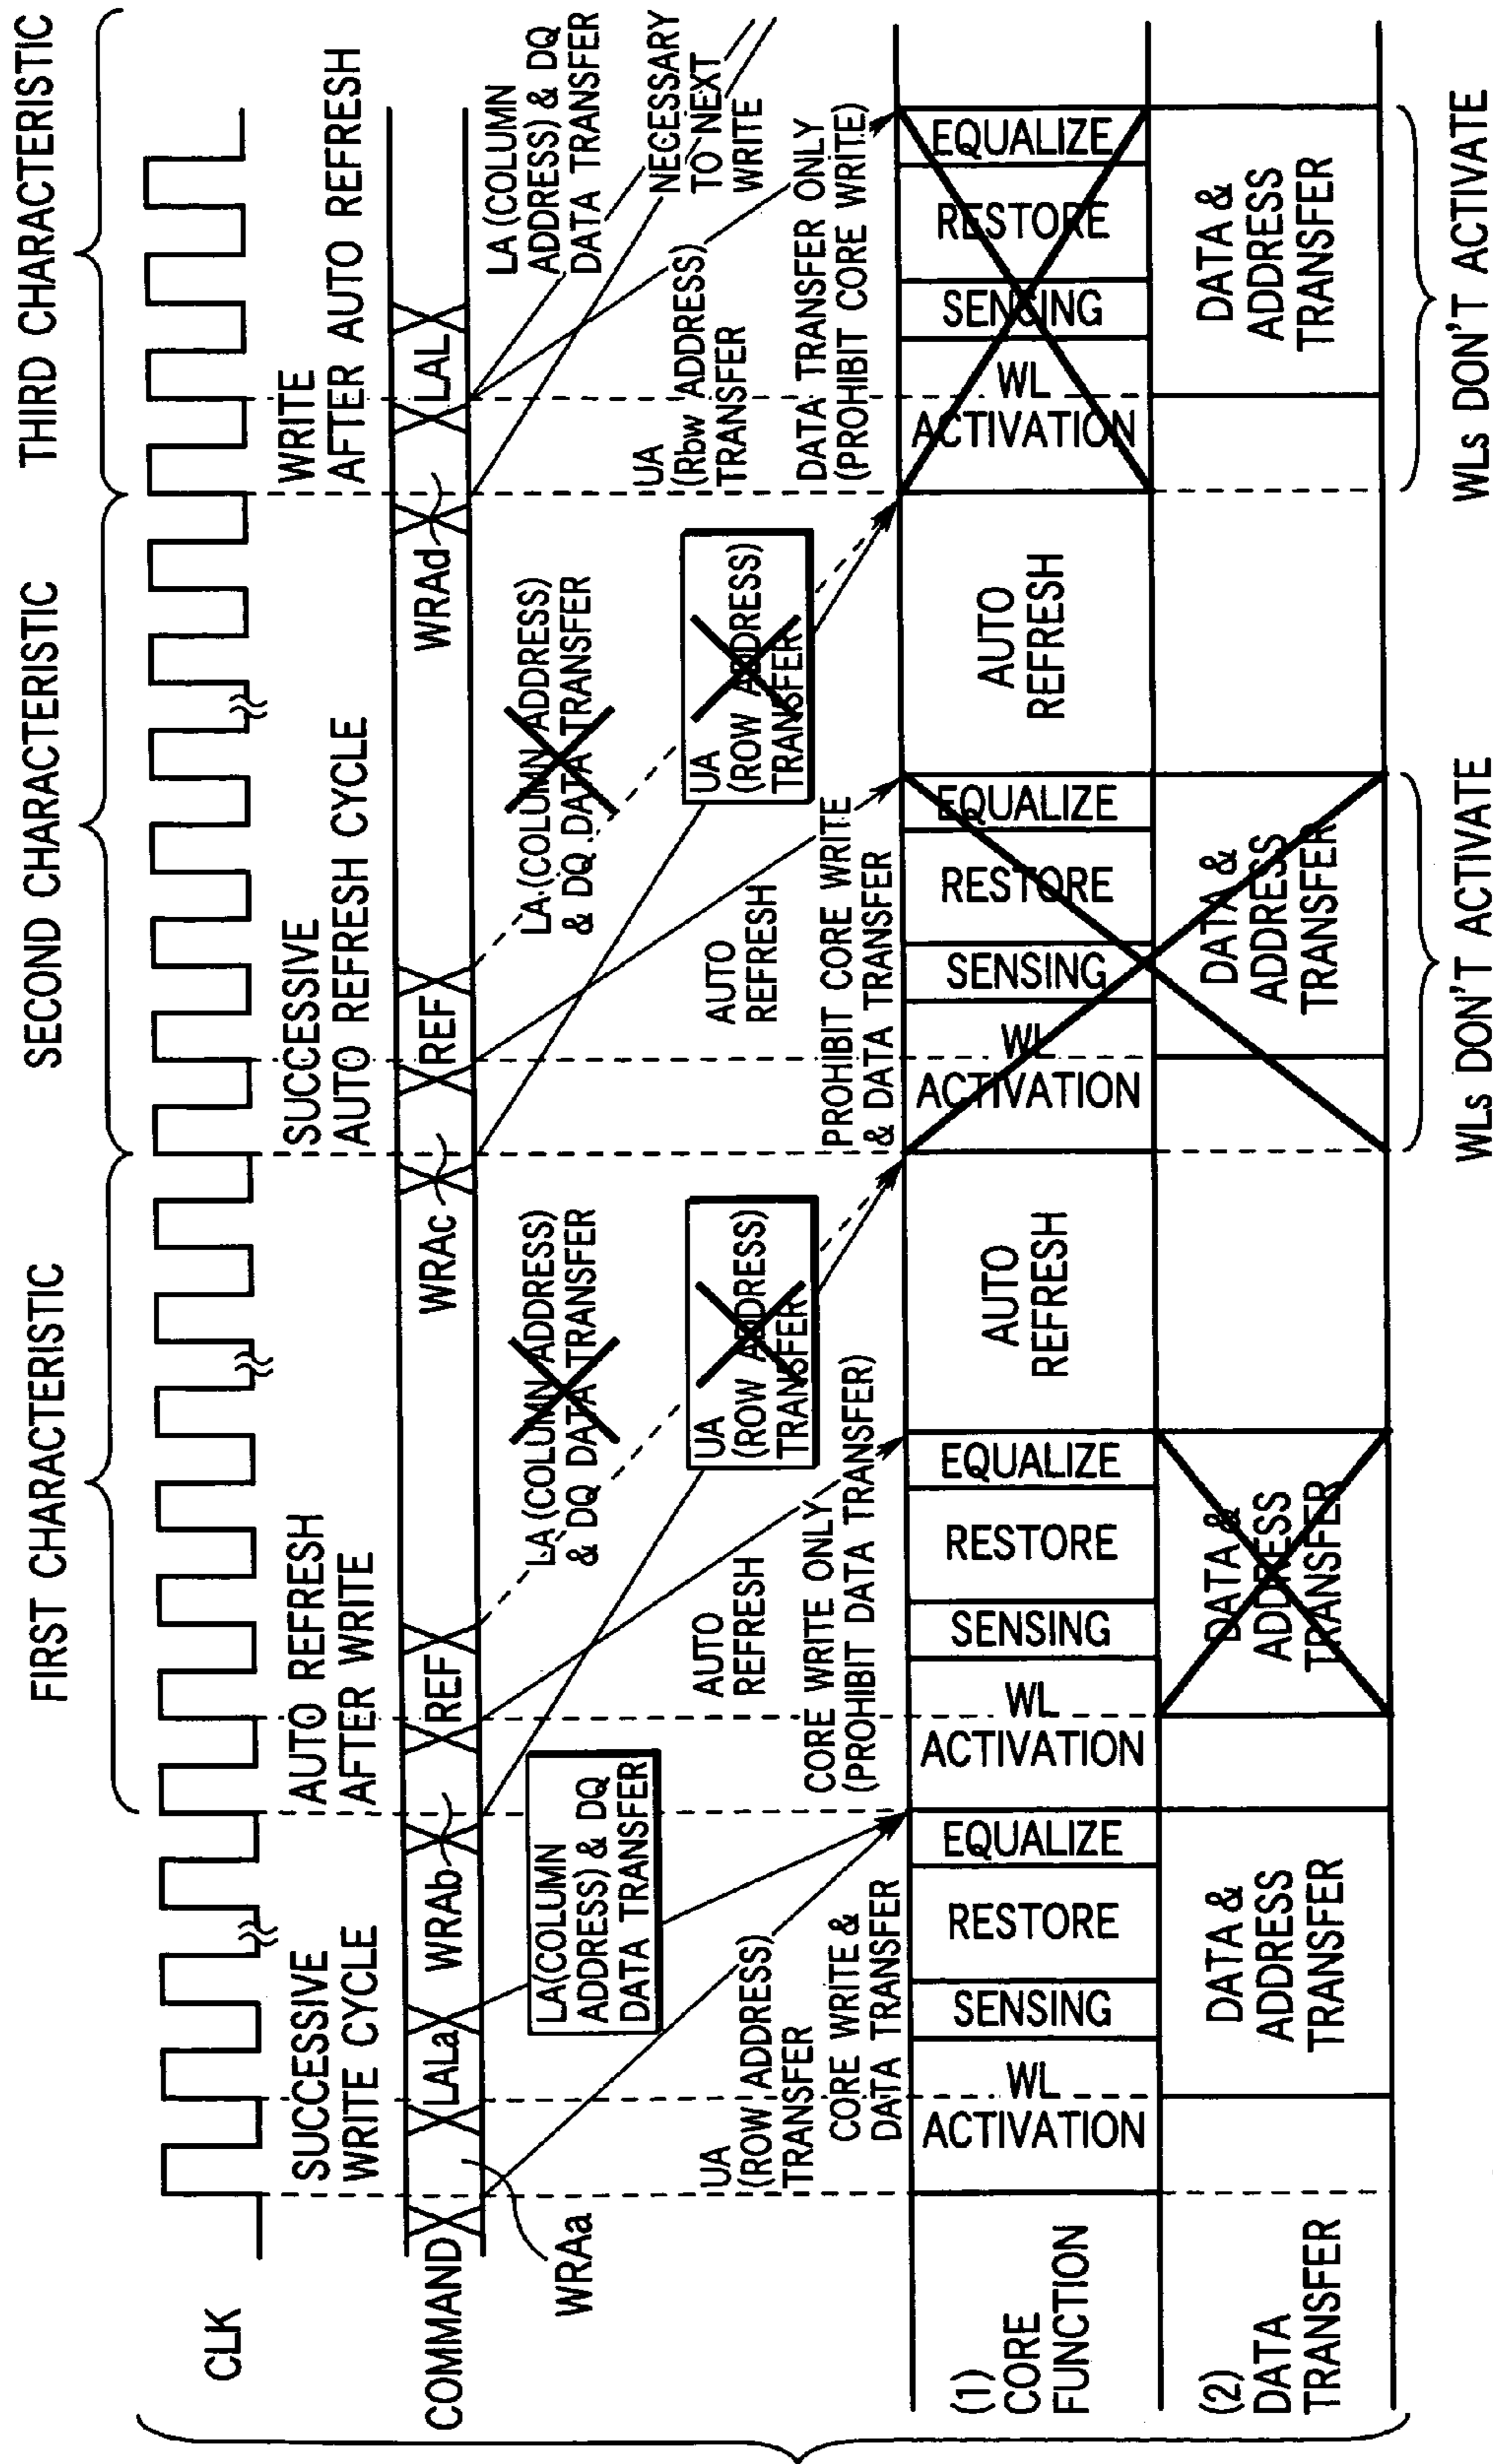 FIRST CHARACTERISTIC
SECOND CHARACTERISTIC
THIRD CHARACTERISTIC
CLK
SUCCESSIVE
WRITE CYCLE
AUTO REFRESH
AFTER WRITE
SUCCESSIVE
AUTO REFRESH CYCLE
WRITE
AFTER AUTO REFRESH
COMMAND
LALa
WRAb
REF
WRAc
REF
WRAd
LAL
WRAa
LA(COLUMN
ADDRESS) & DQ
DATA TRANSFER
LA (COLUMN ADDRESS)
& DQ DATA TRANSFER
LA (COLUMN ADDRESS)
& DQ DATA TRANSFER
LA (COLUMN
ADDRESS) & DQ
DATA TRANSFER
NECESSARY
TO NEXT
WRITE
UA
(ROW ADDRESS)
TRANSFER
AUTO
REFRESH
UA
(ROW ADDRESS)
TRANSFER
AUTO
REFRESH
UA
(ROW ADDRESS)
TRANSFER
UA
(Rbw ADDRESS)
TRANSFER
CORE WRITE &
DATA TRANSFER
CORE WRITE ONLY
(PROHIBIT DATA TRANSFER)
PROHIBIT CORE WRITE
& DATA TRANSFER
DATA TRANSFER ONLY
(PROHIBIT CORE WRITE)
(1)
CORE
FUNCTION
WL
ACTIVATION
SENSING
RESTORE
EQUALIZE
WL
ACTIVATION
SENSING
RESTORE
EQUALIZE
AUTO
REFRESH
WL
ACTIVATION
SENSING
RESTORE
EQUALIZE
AUTO
REFRESH
WL
ACTIVATION
SENSING
RESTORE
EQUALIZE
(2)
DATA
TRANSFER
DATA &
ADDRESS
TRANSFER
DATA &
ADDRESS
TRANSFER
DATA &
ADDRESS
TRANSFER
DATA &
ADDRESS
TRANSFER
WLs DON'T ACTIVATE
WLs DON'T ACTIVATE